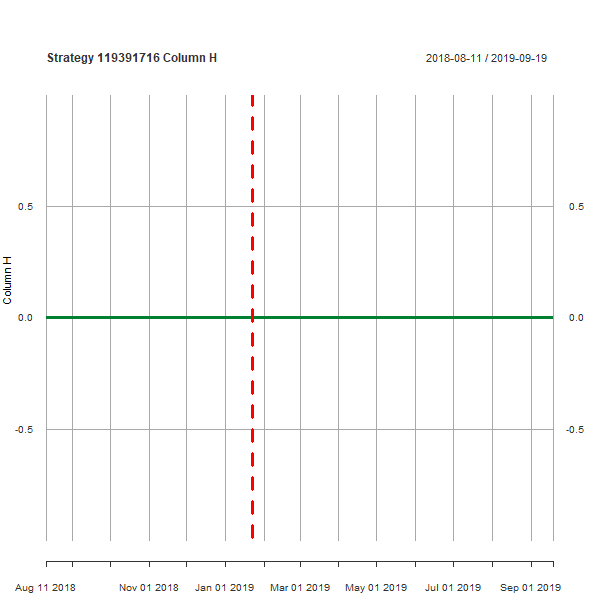 Strategy 119391716 Column H
2018-08-11 / 2019-09-19
0.5
0.5
Column H
0.0
0.0
-0.5
-0.5
Aug 11 2018
Nov 01 2018
Jan 01 2019
Mar 01 2019
May 01 2019
Jul 01 2019
Sep 01 2019